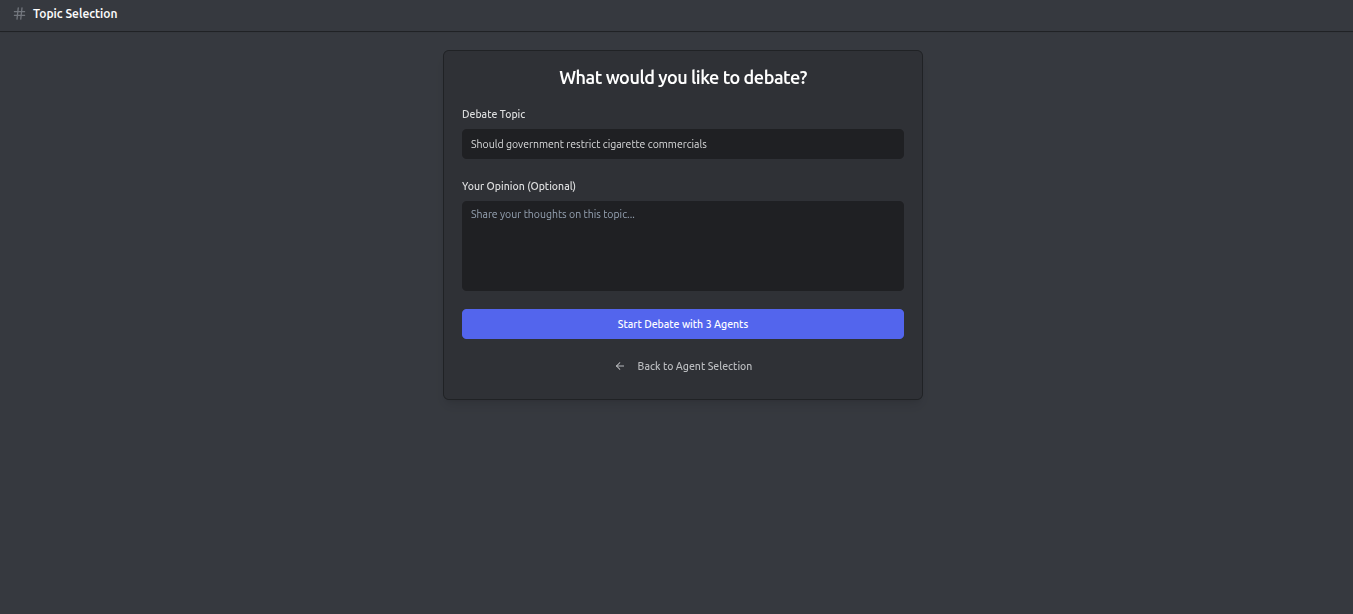 # Topic Selection
What would you like to debate?
Debate Topic
Should government restrict cigarette commercials
Your Opinion (Optional)
Share your thoughts on this topic...
Start Debate with 3 Agents
← Back to Agent Selection